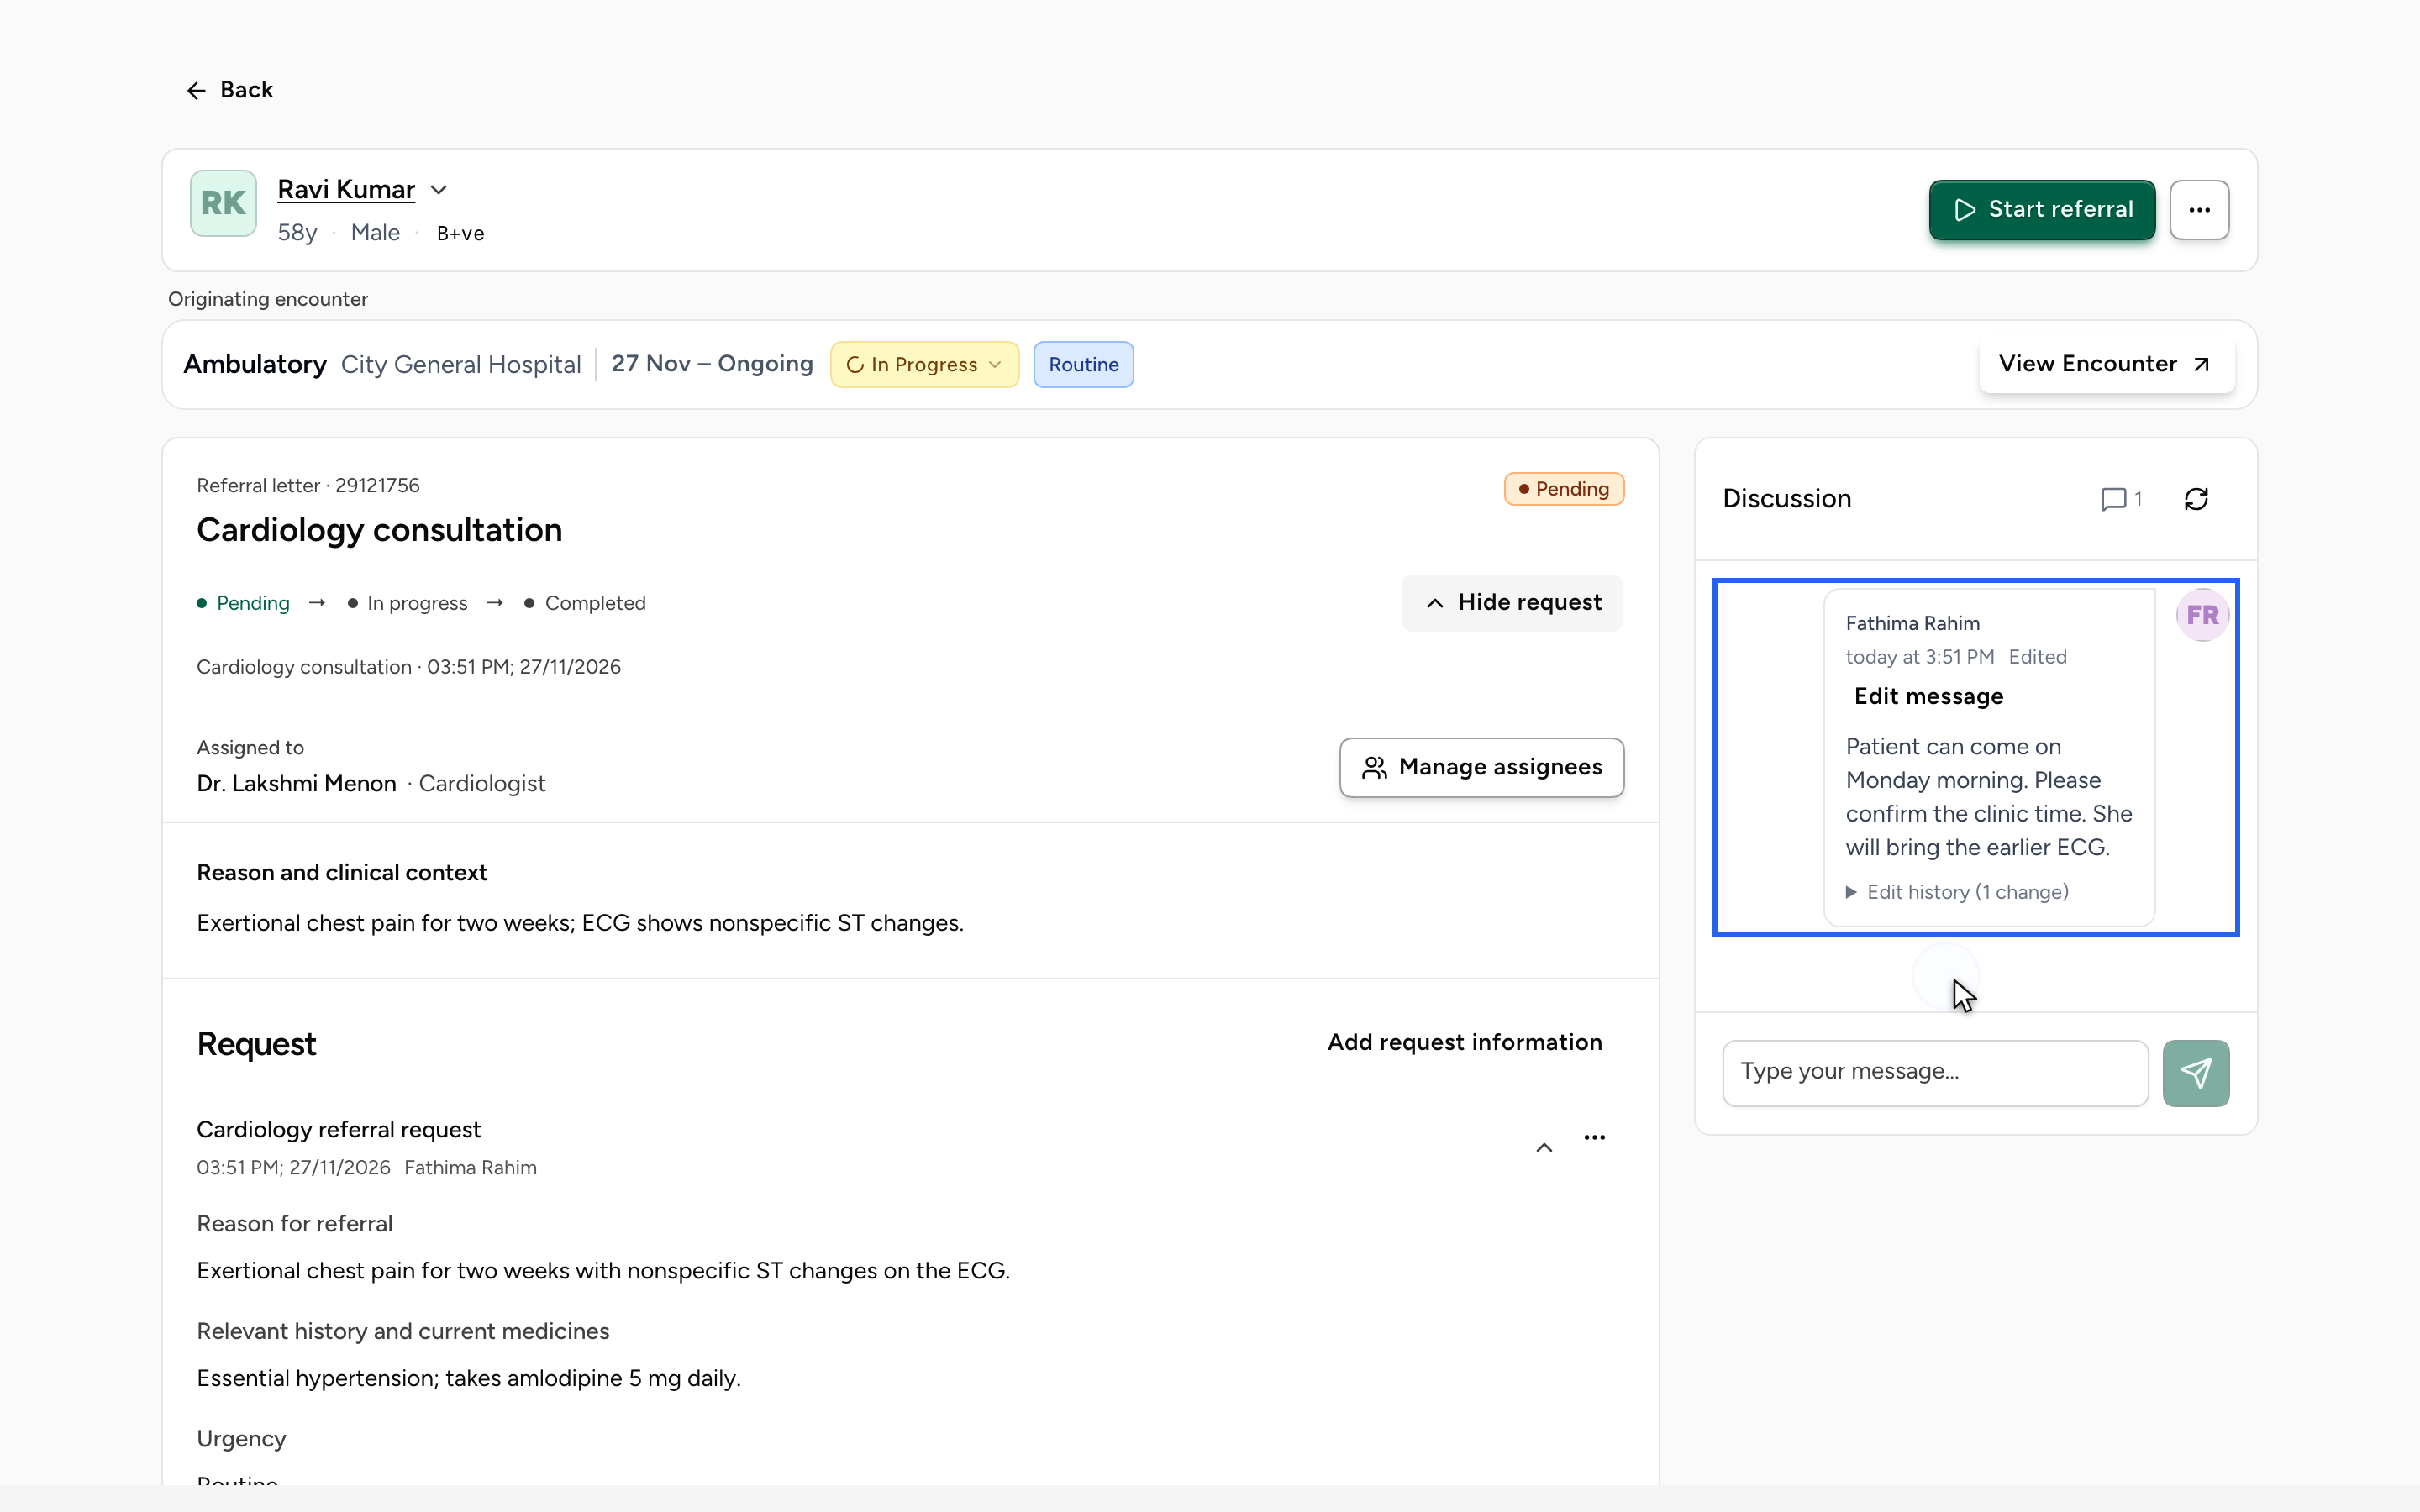 Back
RK
Ravi Kumar
58y · Male · B+ve
Start referral
Originating encounter
Ambulatory City General Hospital 27 Nov – Ongoing In Progress Routine
View Encounter
Referral letter · 29121756
Pending
Cardiology consultation
Pending → In progress → Completed
Hide request
Cardiology consultation · 03:51 PM; 27/11/2026
Assigned to
Dr. Lakshmi Menon · Cardiologist
Manage assignees
Reason and clinical context
Exertional chest pain for two weeks; ECG shows nonspecific ST changes.
Request
Add request information
Cardiology referral request
03:51 PM; 27/11/2026 Fathima Rahim
Reason for referral
Exertional chest pain for two weeks with nonspecific ST changes on the ECG.
Relevant history and current medicines
Essential hypertension; takes amlodipine 5 mg daily.
Urgency
Routine
Discussion
1
FR
Fathima Rahim
today at 3:51 PM Edited
Edit message
Patient can come on
Monday morning. Please
confirm the clinic time. She
will bring the earlier ECG.
Edit history (1 change)
Type your message...